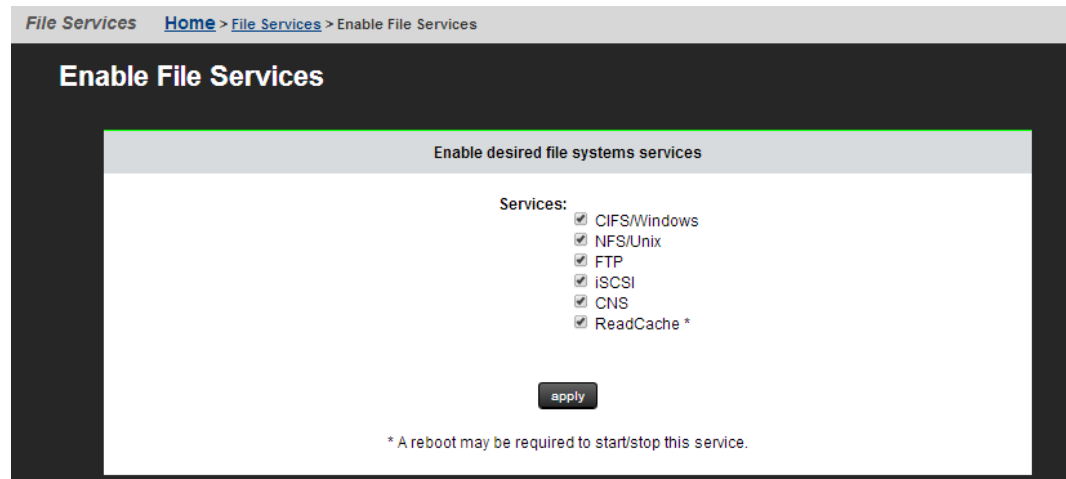 File Services Home > File Services > Enable File Services
Enable File Services
Enable desired file systems services
Services:
CIFS/Windows
NFS/Unix
FTP
iSCSI
CNS
ReadCache *
apply
* A reboot may be required to start/stop this service.